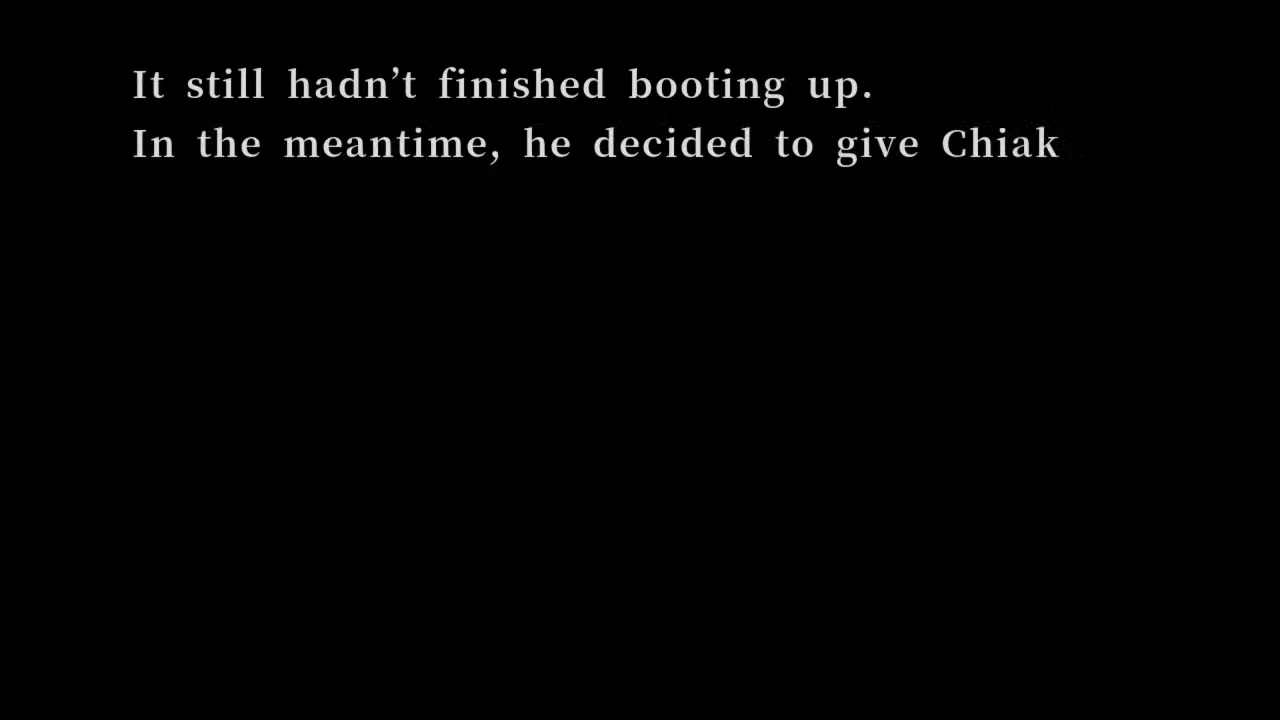 It still hadn’t finished booting up.
In the meantime, he decided to give Chiak